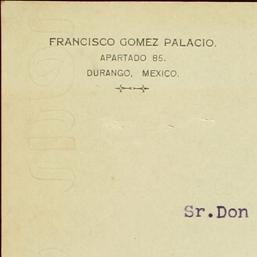 FRANCISCO GOMEZ PALACIO.
APARTADO 85.
DURANGO, MEXICO.
Sr.Don